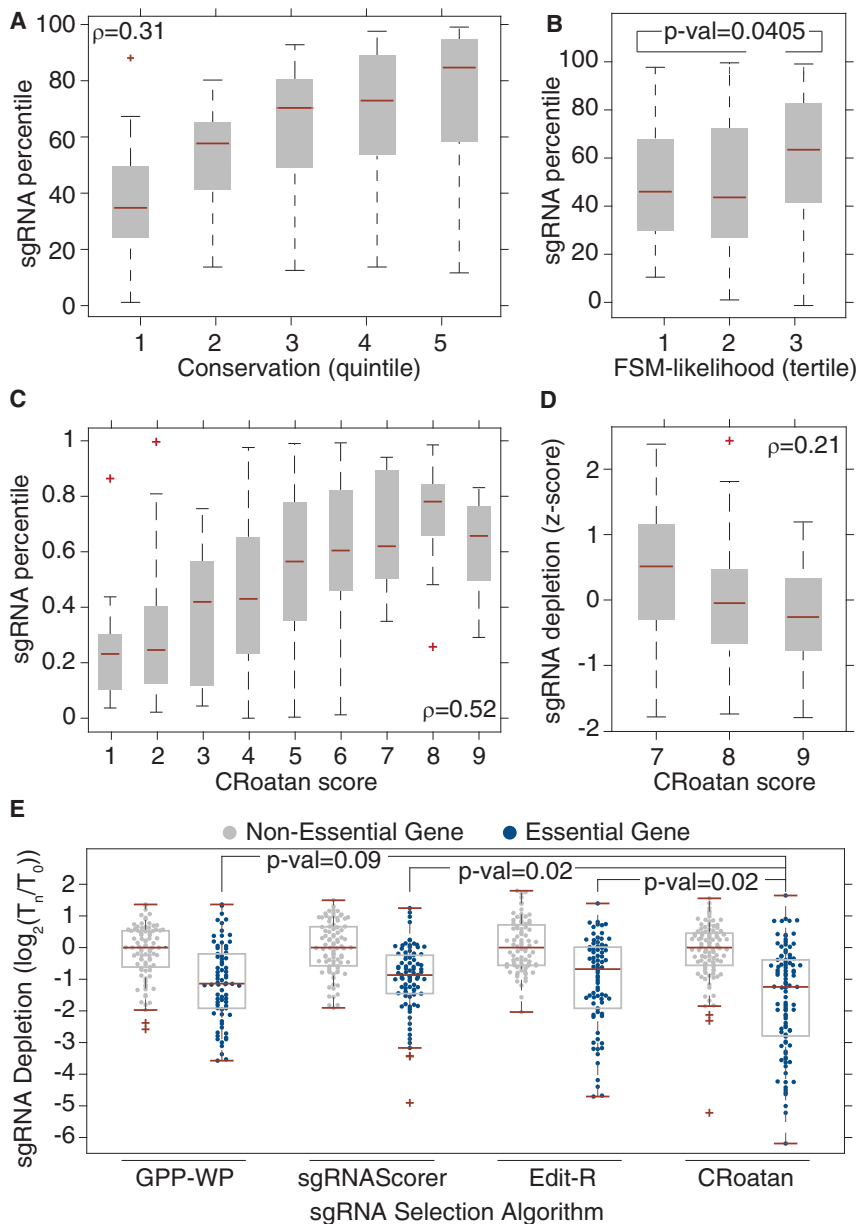 A
ρ=0.31
sgRNA percentile
100
80
60
40
20
0
1 2 3 4 5
Conservation (quintile)
B
p-val=0.0405
sgRNA percentile
100
80
60
40
20
0
1 2 3
FSM-likelihood (tertile)
C
sgRNA percentile
1
0.8
0.6
0.4
0.2
0
ρ=0.52
1 2 3 4 5 6 7 8 9
CRoatan score
D
ρ=0.21
sgRNA depletion (z-score)
2
1
0
-1
-2
7 8 9
CRoatan score
E
Non-Essential Gene Essential Gene
p-val=0.09
p-val=0.02
p-val=0.02
sgRNA Depletion (log2(Tn/T0))
2
1
0
-1
-2
-3
-4
-5
-6
GPP-WP sgRNAScorer Edit-R CRoatan
sgRNA Selection Algorithm